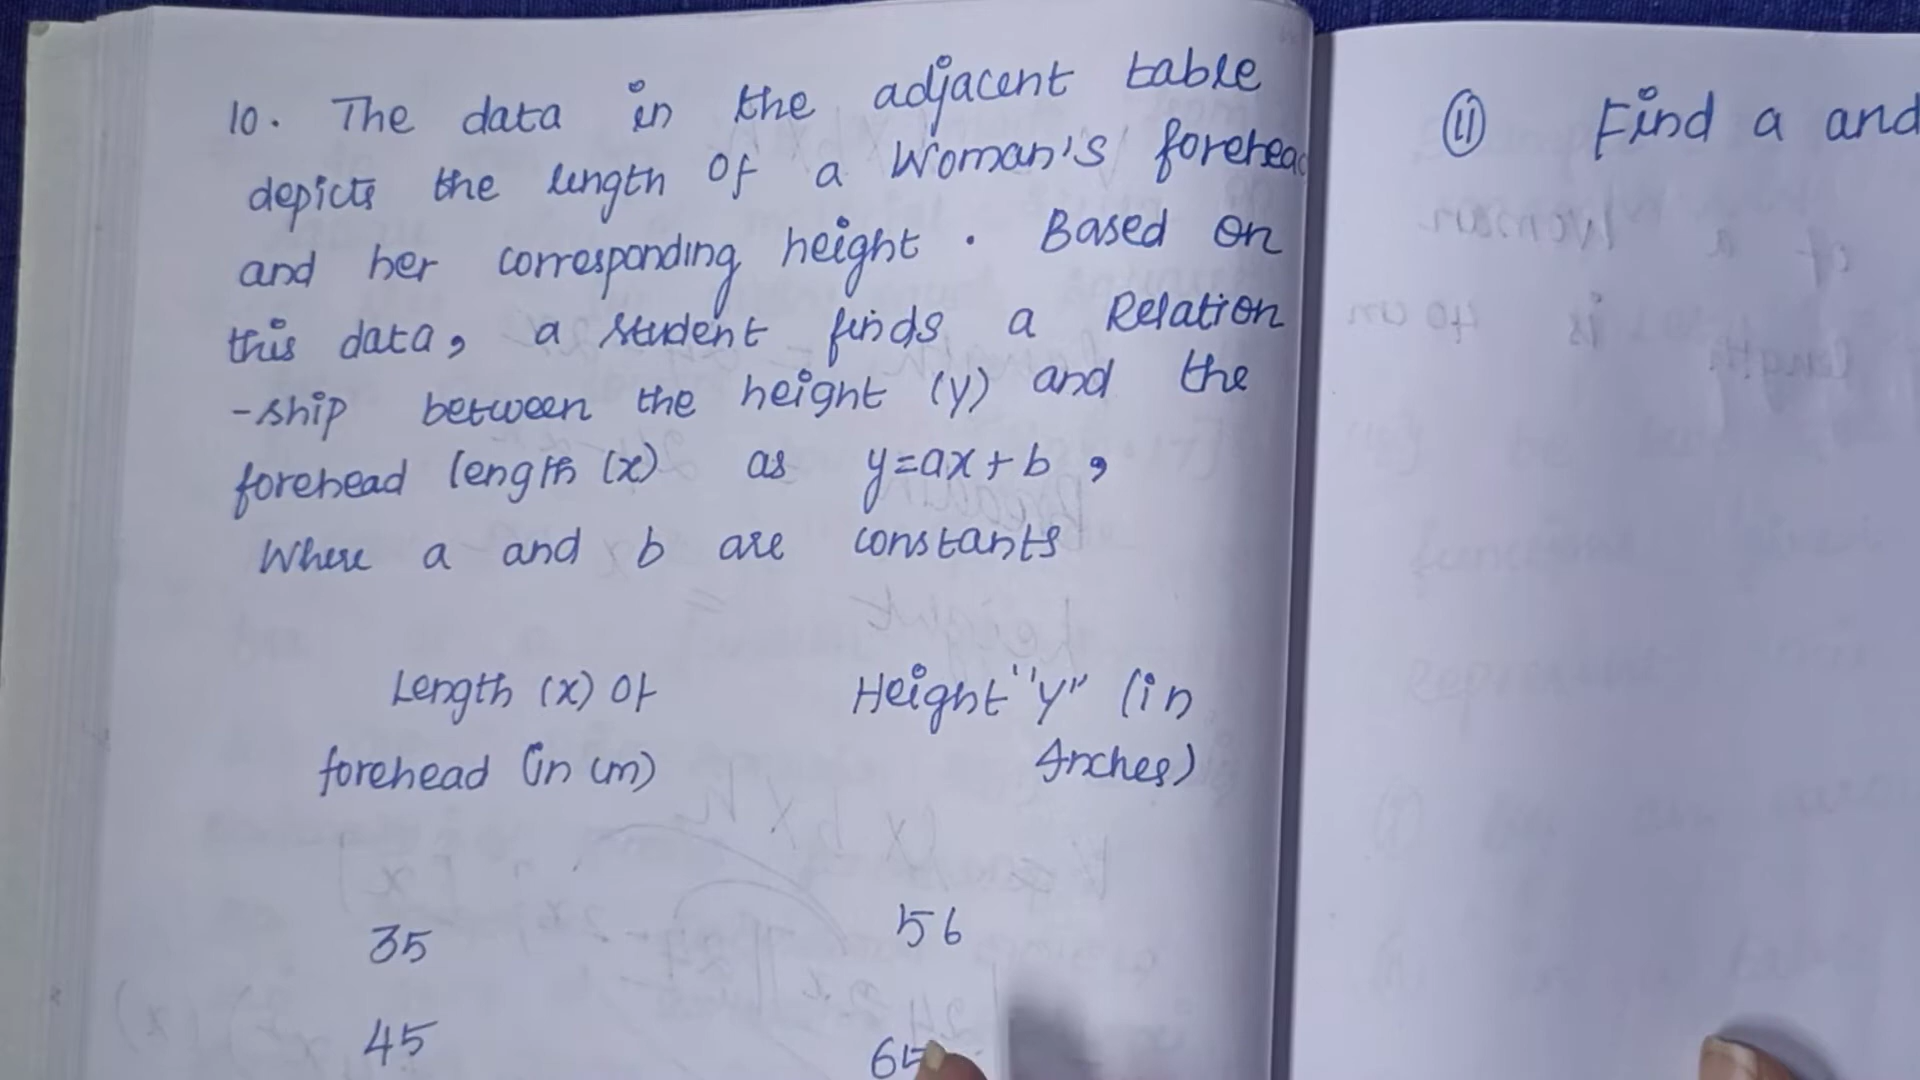 10. The data in the adjacent table
depicts the length of a Woman's forehead
and her corresponding height. Based on
this data, a student finds a Relation
-ship between the height (y) and the
forehead length (x) as y=ax+b,
Where a and b are constants
Length (x) of
forehead (in cm)
Height "y" (in
Inches)
35 56
45 65
(ii) Find a and